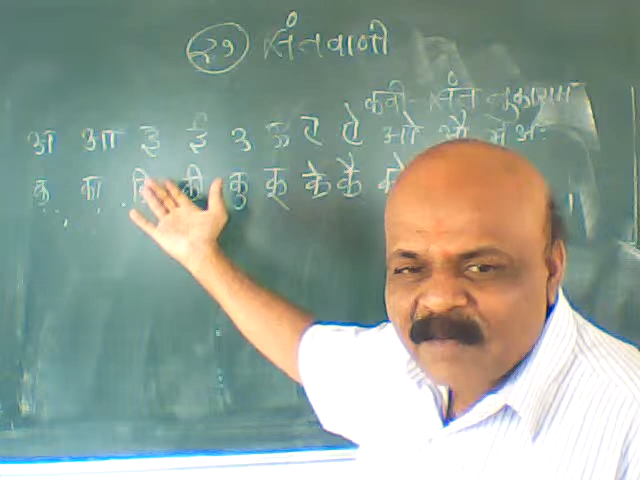 २१ संतवाणी
कवी - संत तुकाराम
अ आ इ ई उ ऊ ए ऐ ओ औ अं अः
क का कि की कु कू के कै को